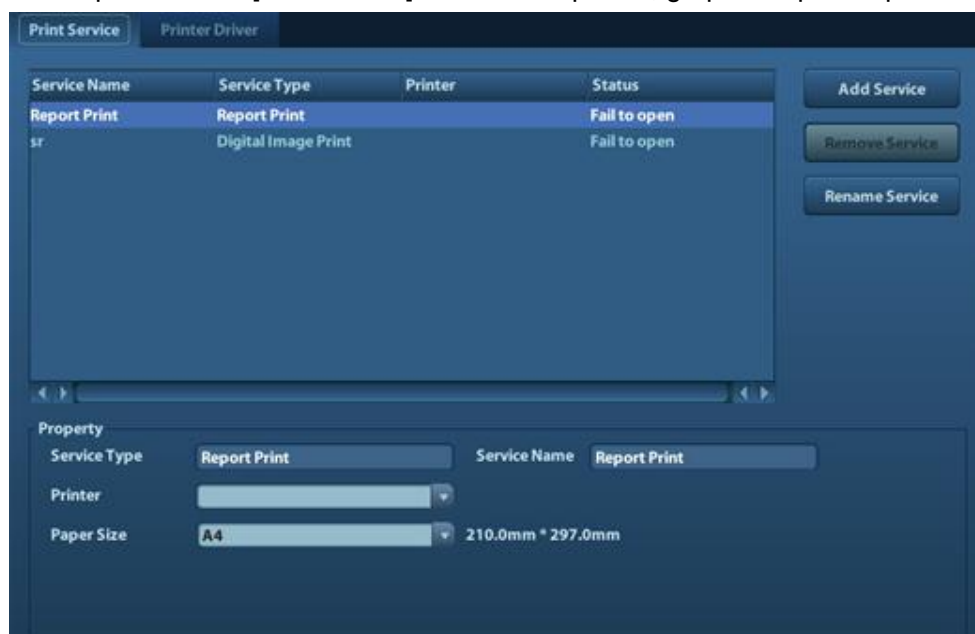 Print Service Printer Driver
Service Name Service Type Printer Status
Report Print Report Print Fail to open
sr Digital Image Print Fail to open
Add Service
Remove Service
Rename Service
Property
Service Type Report Print Service Name Report Print
Printer
Paper Size A4 210.0mm * 297.0mm